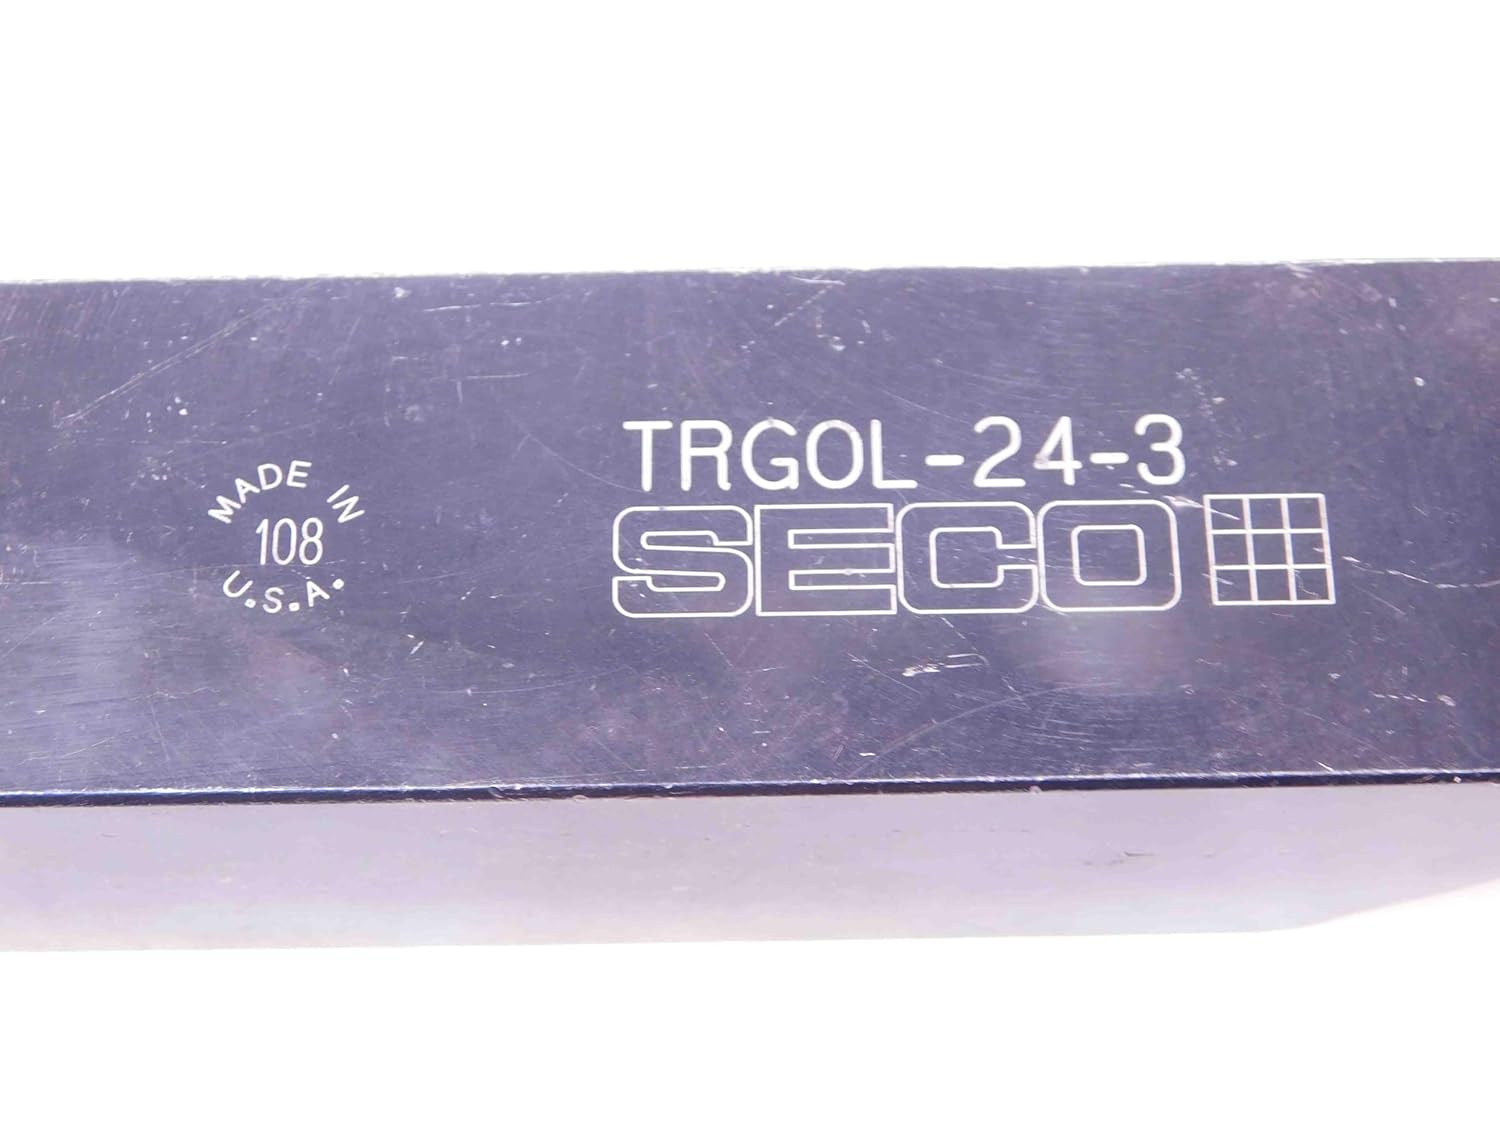 MADE IN
108
U.S.A.
TRGOL-24-3
SECO